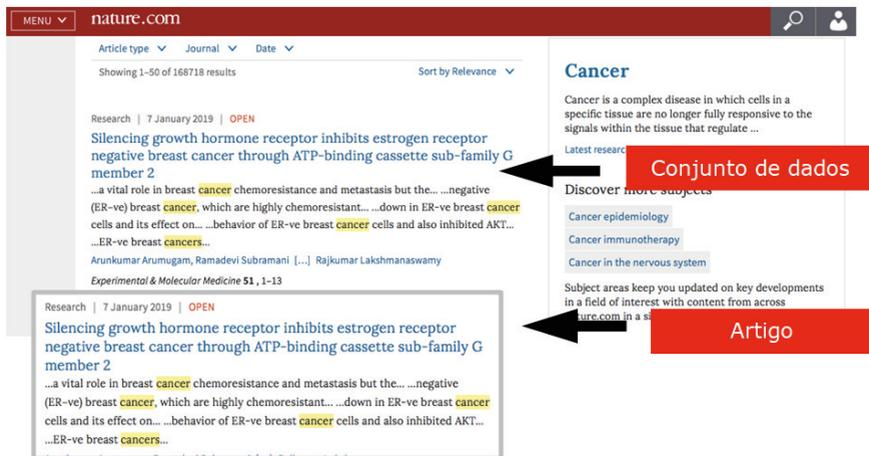 MENU nature.com
Article type Journal Date
Showing 1–50 of 168718 results Sort by Relevance
Research | 7 January 2019 | OPEN
Silencing growth hormone receptor inhibits estrogen receptor
negative breast cancer through ATP-binding cassette sub-family G
member 2
...a vital role in breast cancer chemoresistance and metastasis but the... ...negative
(ER-ve) breast cancer, which are highly chemoresistant... ...down in ER-ve breast cancer
cells and its effect on... ...behavior of ER-ve breast cancer cells and also inhibited AKT...
...ER-ve breast cancers...
Arunkumar Arumugam, Ramadevi Subramani [...] Rajkumar Lakshmanaswamy
Experimental & Molecular Medicine 51 , 1–13
Research | 7 January 2019 | OPEN
Silencing growth hormone receptor inhibits estrogen receptor
negative breast cancer through ATP-binding cassette sub-family G
member 2
...a vital role in breast cancer chemoresistance and metastasis but the... ...negative
(ER-ve) breast cancer, which are highly chemoresistant... ...down in ER-ve breast cancer
cells and its effect on... ...behavior of ER-ve breast cancer cells and also inhibited AKT...
...ER-ve breast cancers...
Cancer
Cancer is a complex disease in which cells in a
specific tissue are no longer fully responsive to the
signals within the tissue that regulate ...
Latest
Conjunto de dados
Discover more subjects
Cancer epidemiology
Cancer immunotherapy
Cancer in the nervous system
Subject areas keep you updated on key developments
in a field of interest with content from across
in a
Artigo